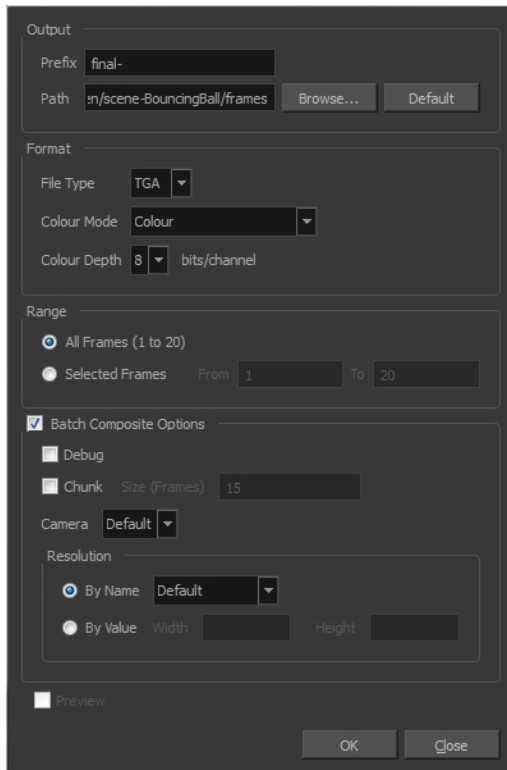 Output
Prefix final-
Path en/scene-BouncingBall/frames Browse... Default
Format
File Type TGA
Colour Mode Colour
Colour Depth 8 bits/channel
Range
All Frames (1 to 20)
Selected Frames From 1 To 20
Batch Composite Options
Debug
Chunk Size (Frames) 15
Camera Default
Resolution
By Name Default
By Value Width Height
Preview
OK Close